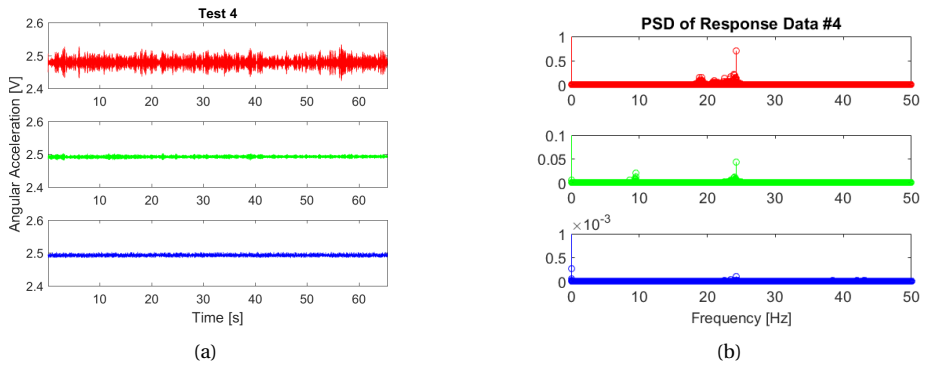 Test 4
2.6
2.5
2.4
10 20 30 40 50 60
2.6
2.5
2.4
10 20 30 40 50 60
2.6
2.5
2.4
10 20 30 40 50 60
Angular Acceleration [V]
Time [s]
(a)
PSD of Response Data #4
1
0.5
0
0 10 20 30 40 50
0.1
0.05
0
0 10 20 30 40 50
×10⁻³
1
0.5
0
0 10 20 30 40 50
Frequency [Hz]
(b)